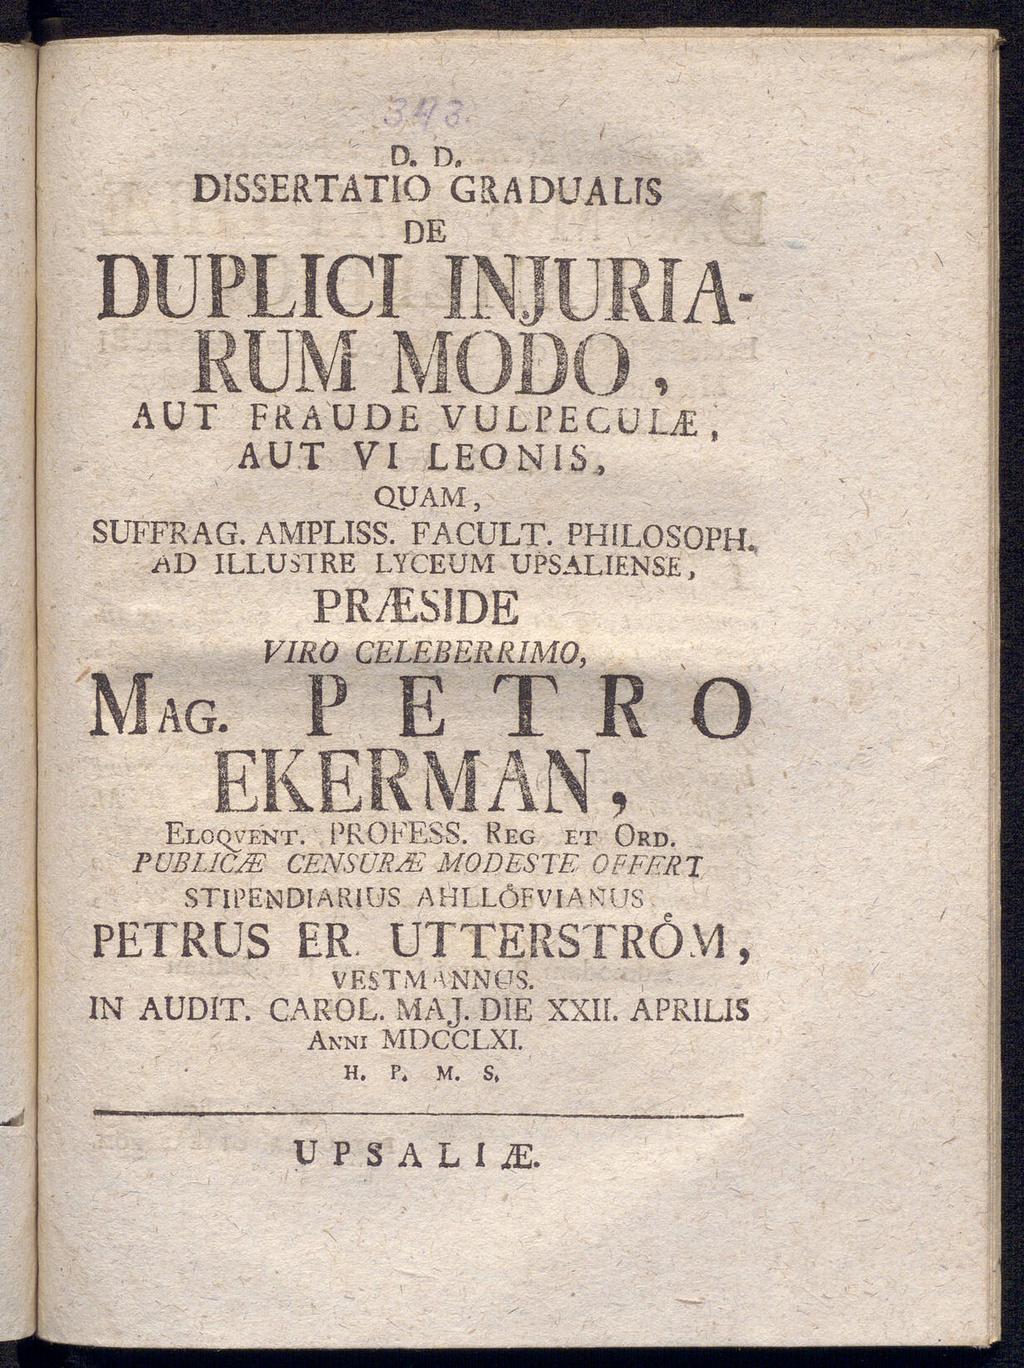 343.
D. D.
DISSERTATIO GRADUALIS
DE
DUPLICI INJURIA-
RUM MODO,
AUT FRAUDE VULPECULÆ,
AUT VI LEONIS,
QUAM,
SUFFRAG. AMPLISS. FACULT. PHILOSOPH.
AD ILLUSTRE LYCEUM UPSALIENSE,
PRÆSIDE
VIRO CELEBERRIMO,
MAG. PETRO
EKERMAN,
ELOQVENT. PROFESS. REG. ET ORD.
PUBLICÆ CENSURÆ MODESTE OFFERT
STIPENDIARIUS AHLLÖFVIANUS
PETRUS ER. UTTERSTRÖM,
VESTMANNUS.
IN AUDIT. CAROL. MAJ. DIE XXII. APRILIS
ANNI MDCCLXI.
H. P. M. S.
UPSALIÆ.